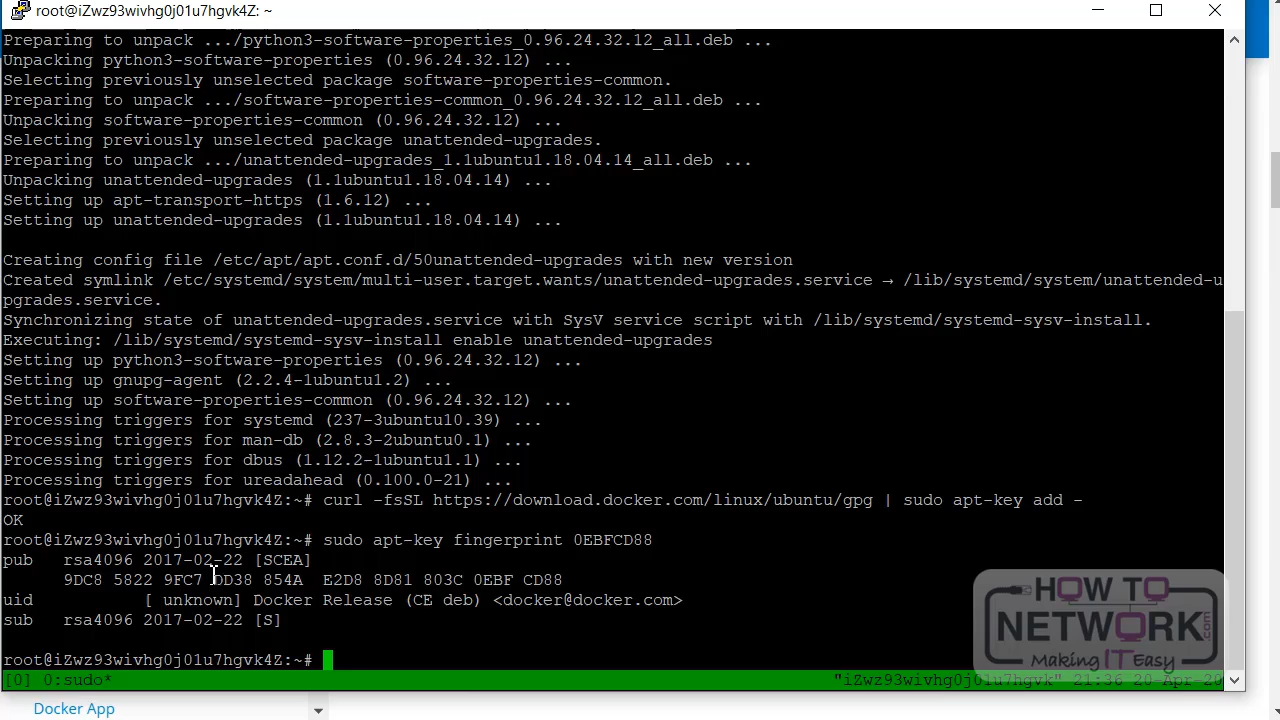 root@iZwz93wivhg0j01u7hgvk4Z: ~
Preparing to unpack .../python3-software-properties_0.96.24.32.12_all.deb ...
Unpacking python3-software-properties (0.96.24.32.12) ...
Selecting previously unselected package software-properties-common.
Preparing to unpack .../software-properties-common_0.96.24.32.12_all.deb ...
Unpacking software-properties-common (0.96.24.32.12) ...
Selecting previously unselected package unattended-upgrades.
Preparing to unpack .../unattended-upgrades_1.1ubuntu1.18.04.14_all.deb ...
Unpacking unattended-upgrades (1.1ubuntu1.18.04.14) ...
Setting up apt-transport-https (1.6.12) ...
Setting up unattended-upgrades (1.1ubuntu1.18.04.14) ...
Creating config file /etc/apt/apt.conf.d/50unattended-upgrades with new version
Created symlink /etc/systemd/system/multi-user.target.wants/unattended-upgrades.service → /lib/systemd/system/unattended-u
pgrades.service.
Synchronizing state of unattended-upgrades.service with SysV service script with /lib/systemd/systemd-sysv-install.
Executing: /lib/systemd/systemd-sysv-install enable unattended-upgrades
Setting up python3-software-properties (0.96.24.32.12) ...
Setting up gnupg-agent (2.2.4-1ubuntu1.2) ...
Setting up software-properties-common (0.96.24.32.12) ...
Processing triggers for systemd (237-3ubuntu10.39) ...
Processing triggers for man-db (2.8.3-2ubuntu0.1) ...
Processing triggers for dbus (1.12.2-1ubuntu1.1) ...
Processing triggers for ureadahead (0.100.0-21) ...
root@iZwz93wivhg0j01u7hgvk4Z:~# curl -fsSL https://download.docker.com/linux/ubuntu/gpg | sudo apt-key add -
OK
root@iZwz93wivhg0j01u7hgvk4Z:~# sudo apt-key fingerprint 0EBFCD88
pub   rsa4096 2017-02-22 [SCEA]
9DC8 5822 9FC7 DD38 854A  E2D8 8D81 803C 0EBF CD88
uid           [ unknown] Docker Release (CE deb) <docker@docker.com>
sub   rsa4096 2017-02-22 [S]
root@iZwz93wivhg0j01u7hgvk4Z:~#
[0] 0:sudo* "iZwz93wivhg0j01u7hgvk" 21:36 20-Apr-20
HOW TO
NETWORK.com
Making IT Easy
Docker App